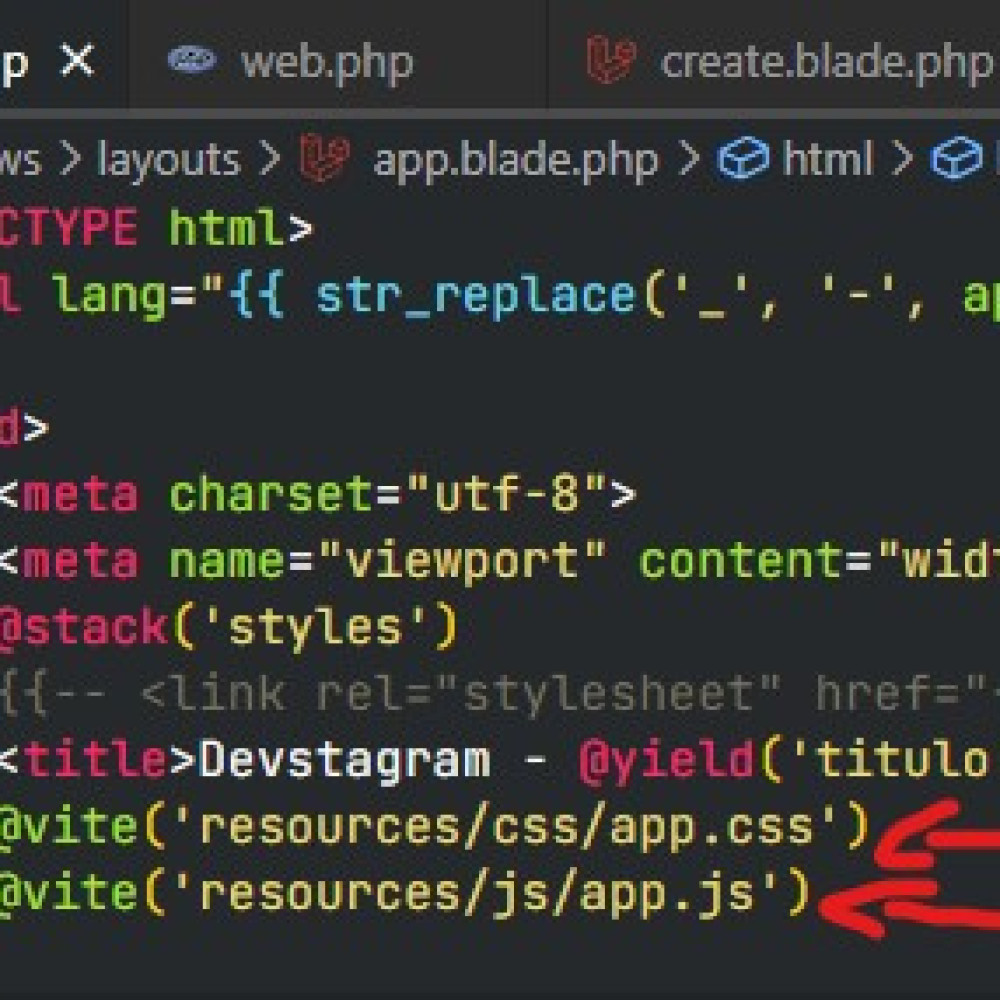 p × web.php create.blade.php
ws > layouts > app.blade.php > html >
CTYPE html>
l lang="{{ str_replace('_', '-', ap
d>
<meta charset="utf-8">
<meta name="viewport" content="widt
@stack('styles')
{{-- <link rel="stylesheet" href="{
<title>Devstagram - @yield('titulo
@vite('resources/css/app.css')
@vite('resources/js/app.js')